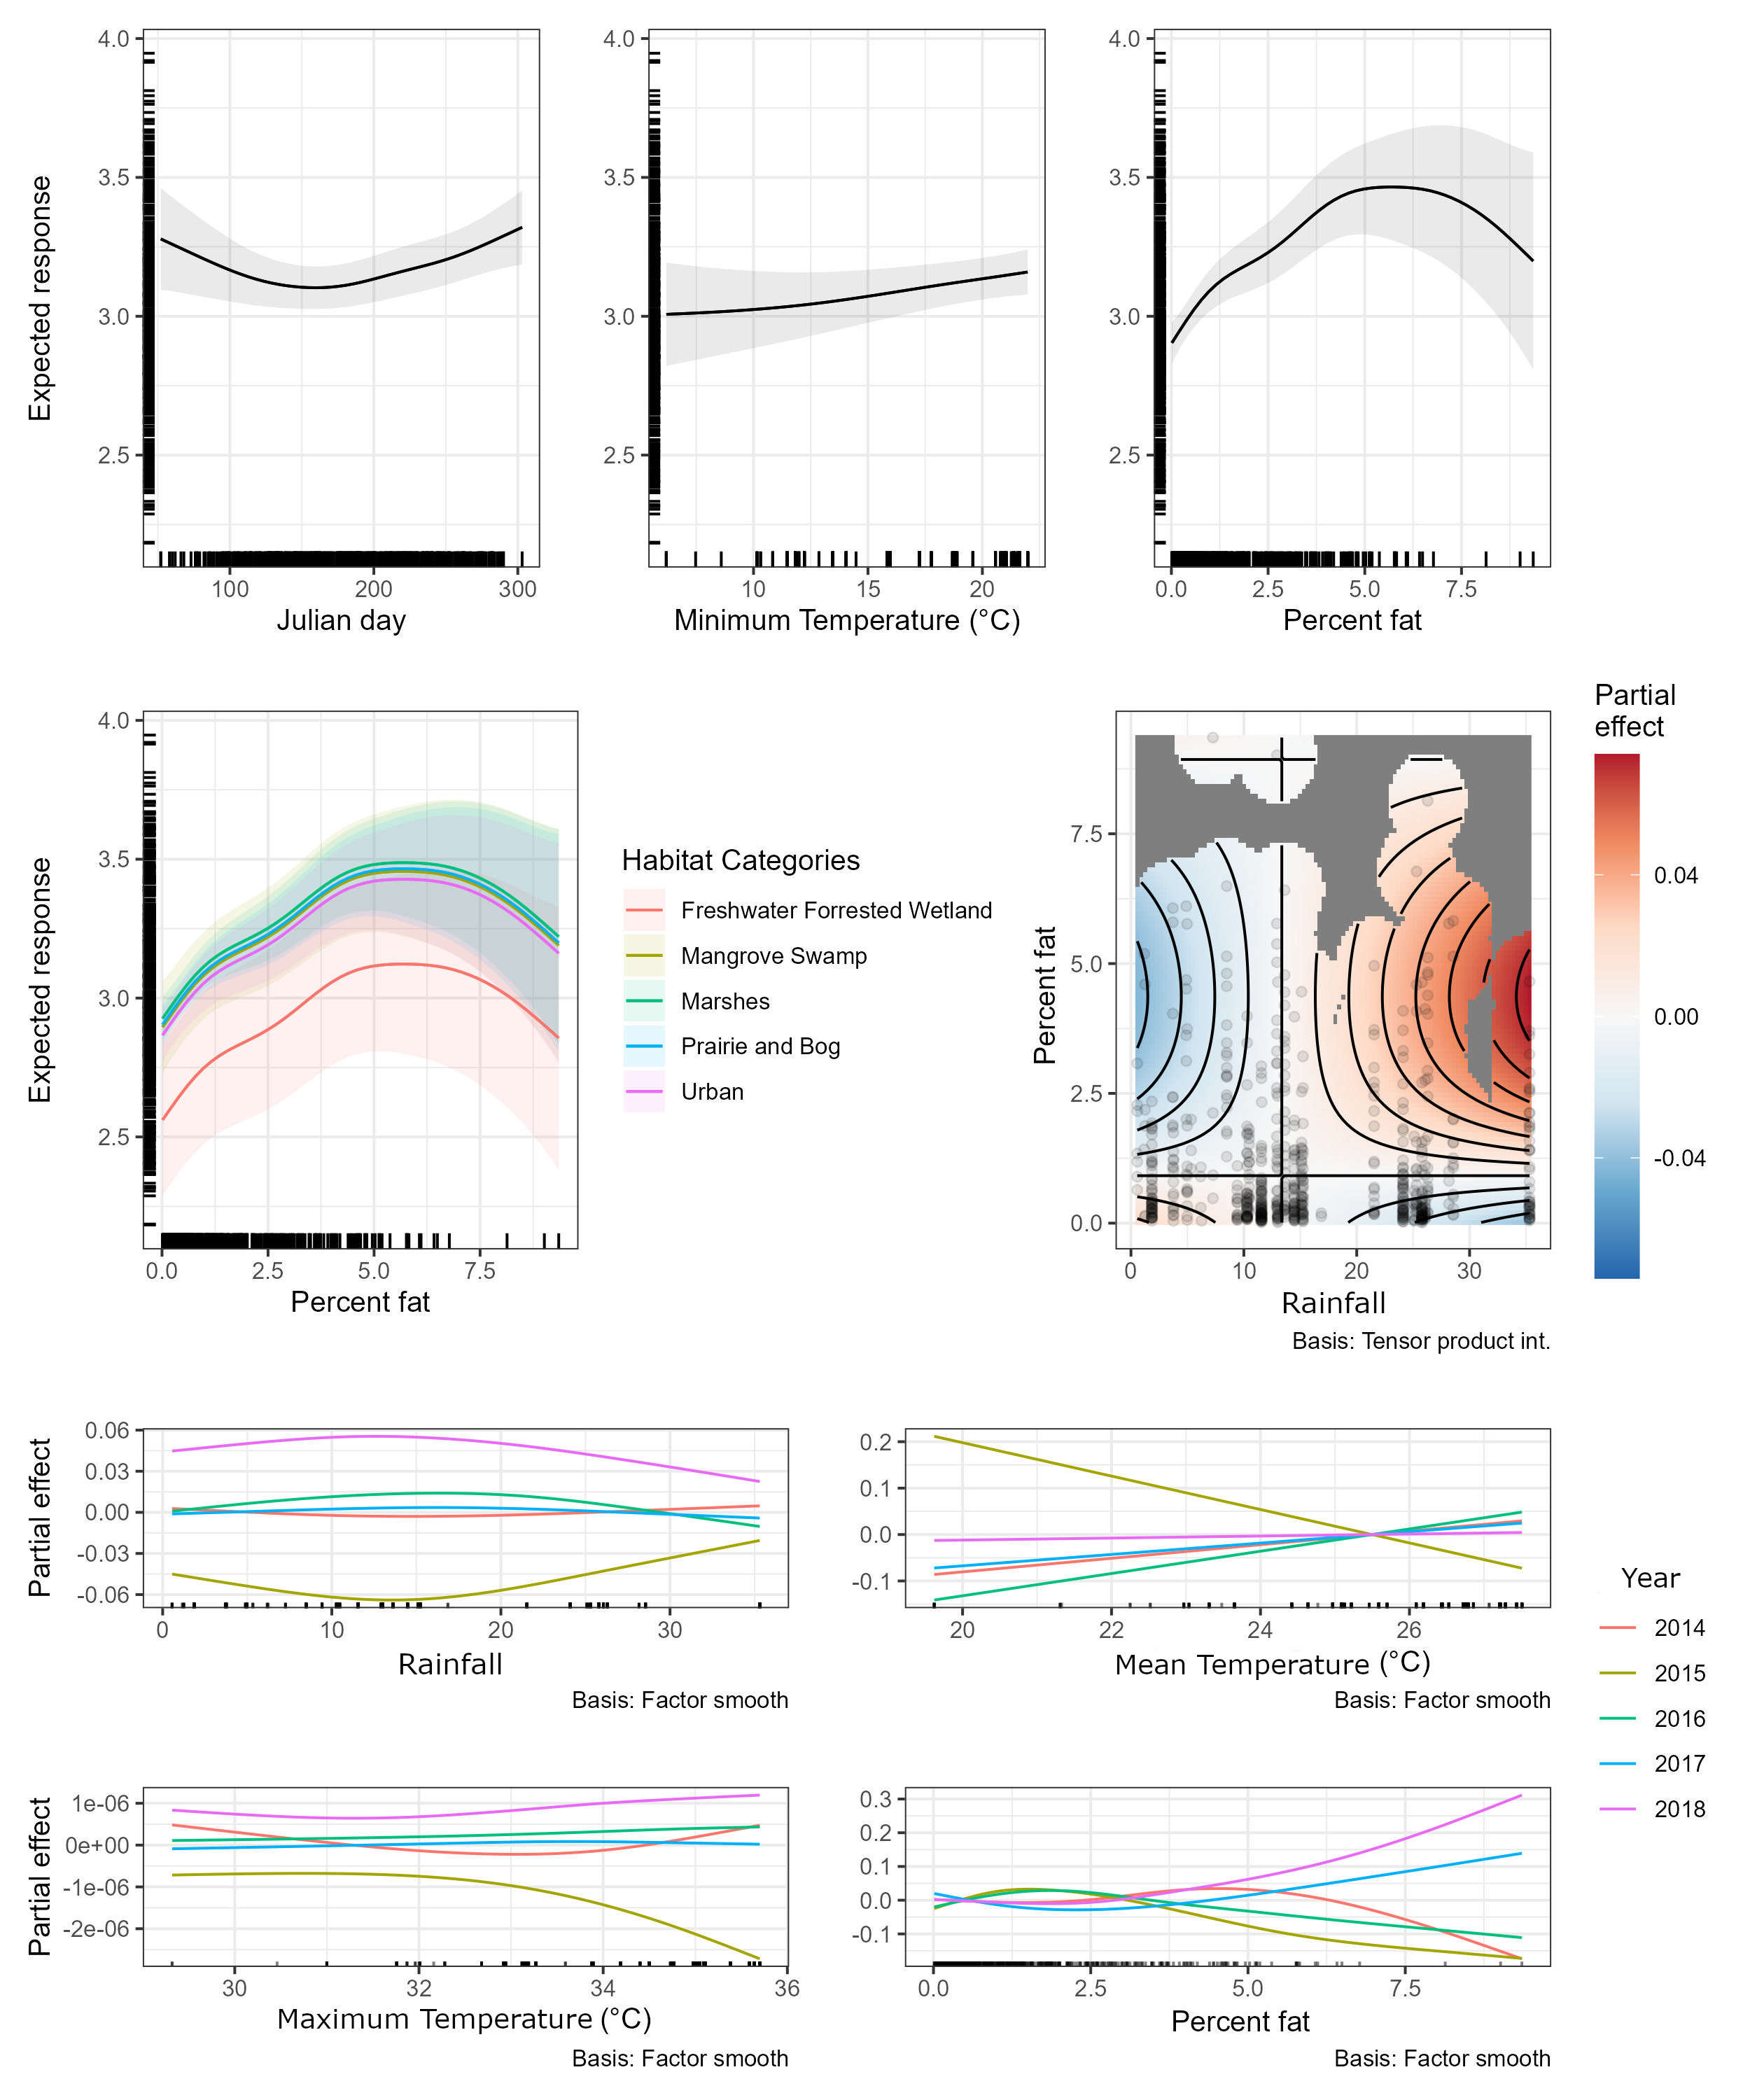 4.0
3.5
3.0
2.5
Expected response
100 200 300
Julian day
4.0
3.5
3.0
2.5
10 15 20
Minimum Temperature (°C)
4.0
3.5
3.0
2.5
0.0 2.5 5.0 7.5
Percent fat
4.0
3.5
3.0
2.5
Expected response
0.0 2.5 5.0 7.5
Percent fat
Habitat Categories
Freshwater Forrested Wetland
Mangrove Swamp
Marshes
Prairie and Bog
Urban
7.5
5.0
2.5
0.0
Percent fat
0 10 20 30
Rainfall
Basis: Tensor product int.
Partial
effect
0.04
0.00
-0.04
0.06
0.03
0.00
-0.03
-0.06
Partial effect
0 10 20 30
Rainfall
Basis: Factor smooth
0.2
0.1
0.0
-0.1
20 22 24 26
Mean Temperature (°C)
Basis: Factor smooth
Year
2014
2015
2016
2017
2018
1e-06
0e+00
-1e-06
-2e-06
Partial effect
30 32 34 36
Maximum Temperature (°C)
Basis: Factor smooth
0.3
0.2
0.1
0.0
-0.1
0.0 2.5 5.0 7.5
Percent fat
Basis: Factor smooth